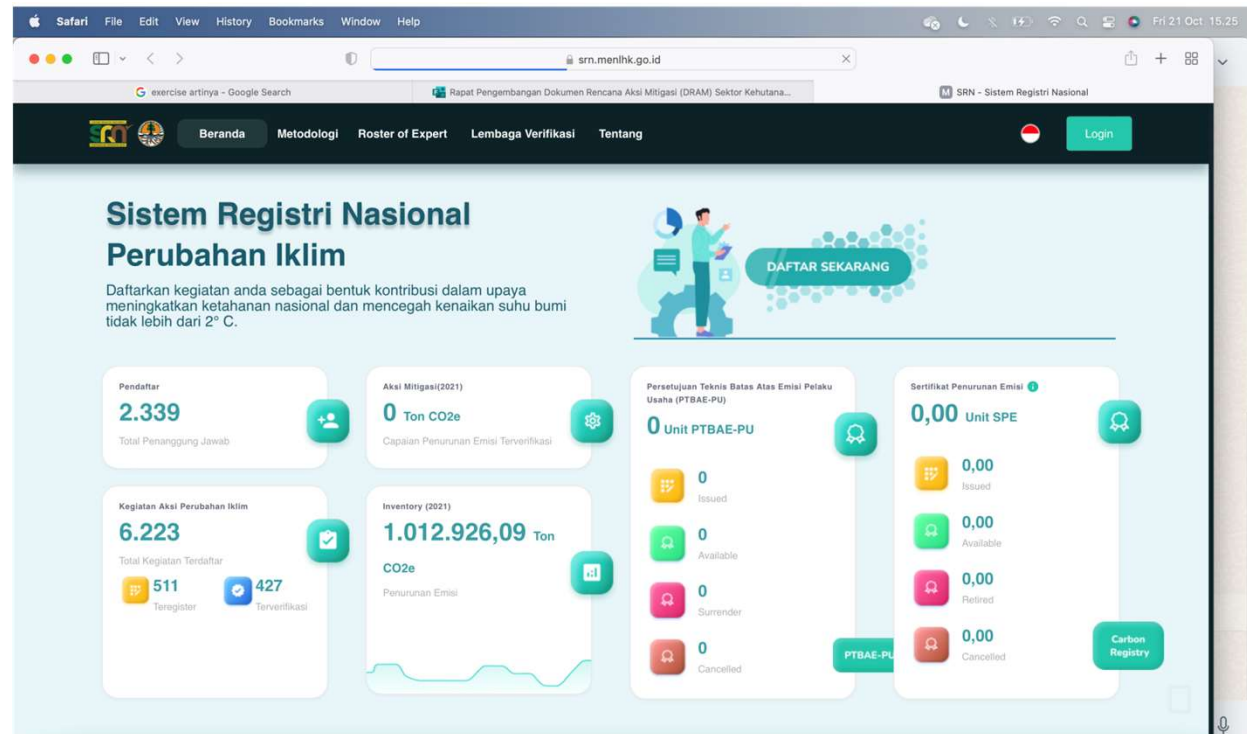 Safari File Edit View History Bookmarks Window Help
Fri 21 Oct 15.25
srn.menlhk.go.id
exercise artinya - Google Search
Rapat Pengembangan Dokumen Rencana Aksi Mitigasi (DRAM) Sektor Kehutana...
SRN - Sistem Registri Nasional
SRN
Beranda Metodologi Roster of Expert Lembaga Verifikasi Tentang
Login
Sistem Registri Nasional
Perubahan Iklim
Daftarkan kegiatan anda sebagai bentuk kontribusi dalam upaya
meningkatkan ketahanan nasional dan mencegah kenaikan suhu bumi
tidak lebih dari 2° C.
DAFTAR SEKARANG
Pendaftar
2.339
Total Penanggung Jawab
Aksi Mitigasi(2021)
0 Ton CO2e
Capaian Penurunan Emisi Terverifikasi
Kegiatan Aksi Perubahan Iklim
6.223
Total Kegiatan Terdaftar
511
Teregister
427
Terverifikasi
Inventory (2021)
1.012.926,09 Ton
CO2e
Penurunan Emisi
Persetujuan Teknis Batas Atas Emisi Pelaku
Usaha (PTBAE-PU)
0 Unit PTBAE-PU
0
Issued
0
Available
0
Surrender
0
Cancelled
PTBAE-PU
Sertifikat Penurunan Emisi
0,00 Unit SPE
0,00
Issued
0,00
Available
0,00
Retired
0,00
Cancelled
Carbon
Registry